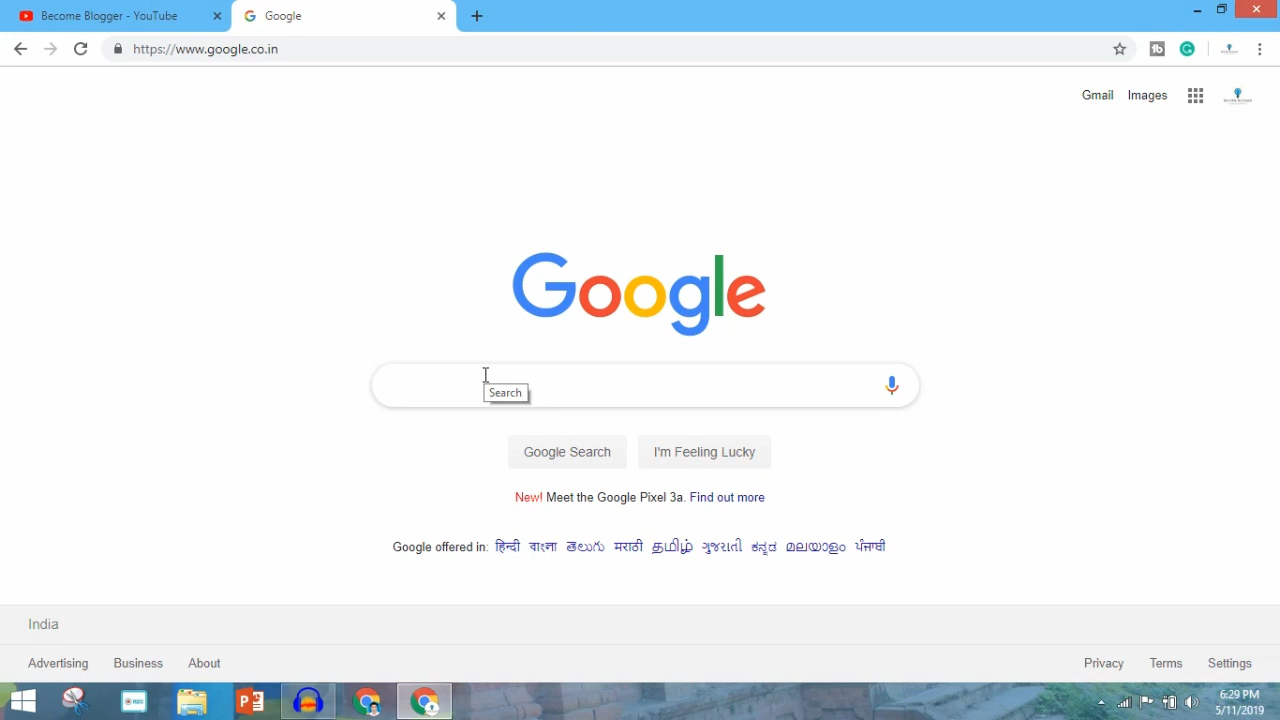 Become Blogger - YouTube
Google
https://www.google.co.in
Gmail Images
Google
Search
Google Search I'm Feeling Lucky
New! Meet the Google Pixel 3a. Find out more
Google offered in: हिन्दी বাংলা తెలుగు मराठी தமிழ் ગુજરાતી ಕನ್ನಡ മലയാളം ਪੰਜਾਬੀ
India
Advertising Business About
Privacy Terms Settings
6:29 PM
5/11/2019